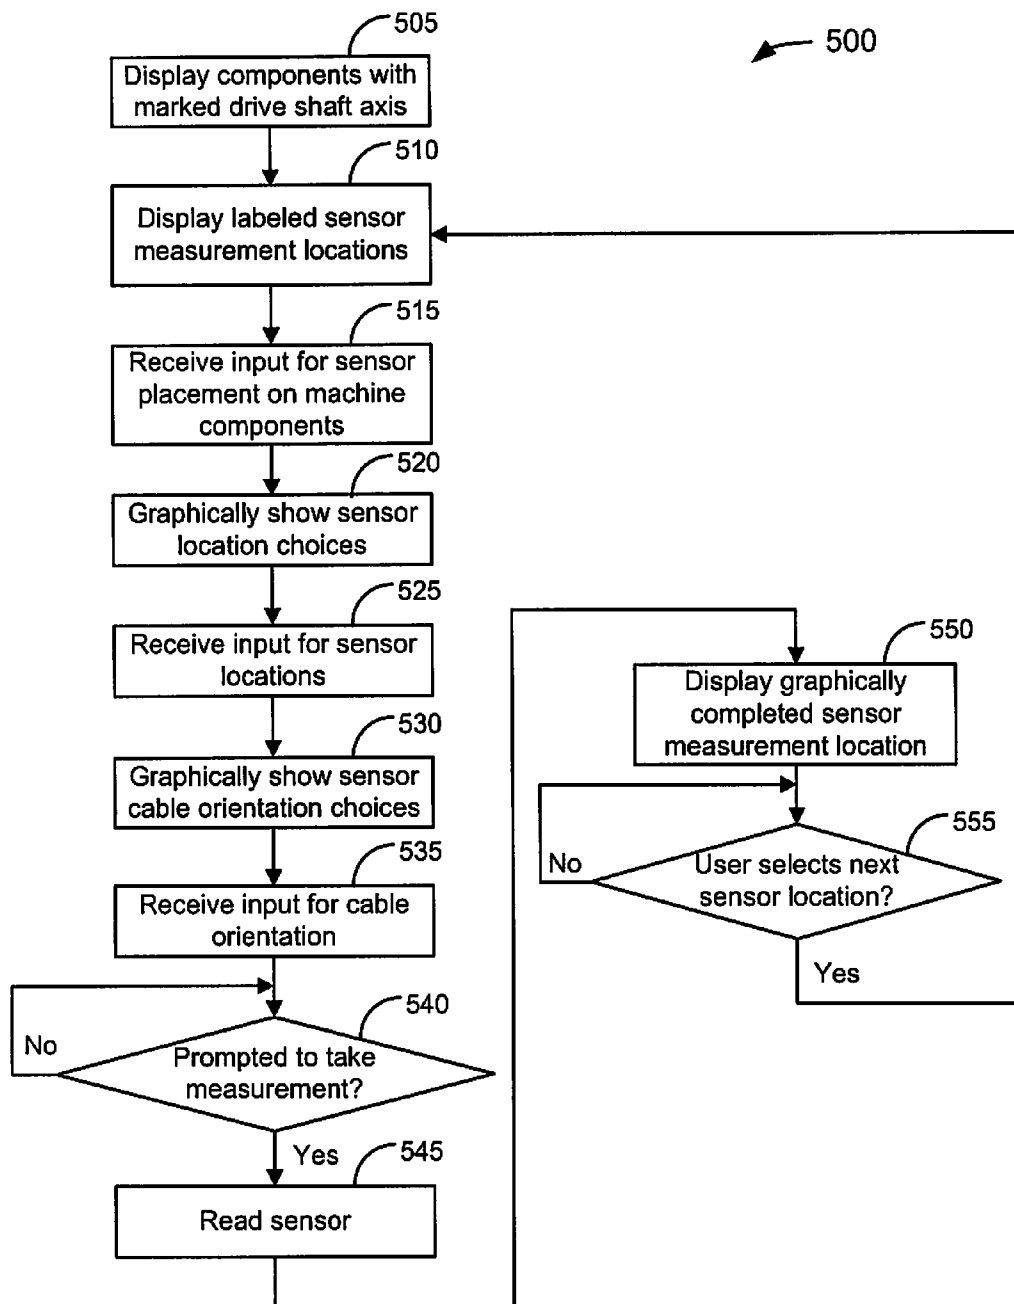 500
505
Display components with
marked drive shaft axis
510
Display labeled sensor
measurement locations
515
Receive input for sensor
placement on machine
components
520
Graphically show sensor
location choices
525
Receive input for sensor
locations
530
Graphically show sensor
cable orientation choices
535
Receive input for cable
orientation
540
No
Prompted to take
measurement?
Yes
545
Read sensor
550
Display graphically
completed sensor
measurement location
555
No
User selects next
sensor location?
Yes